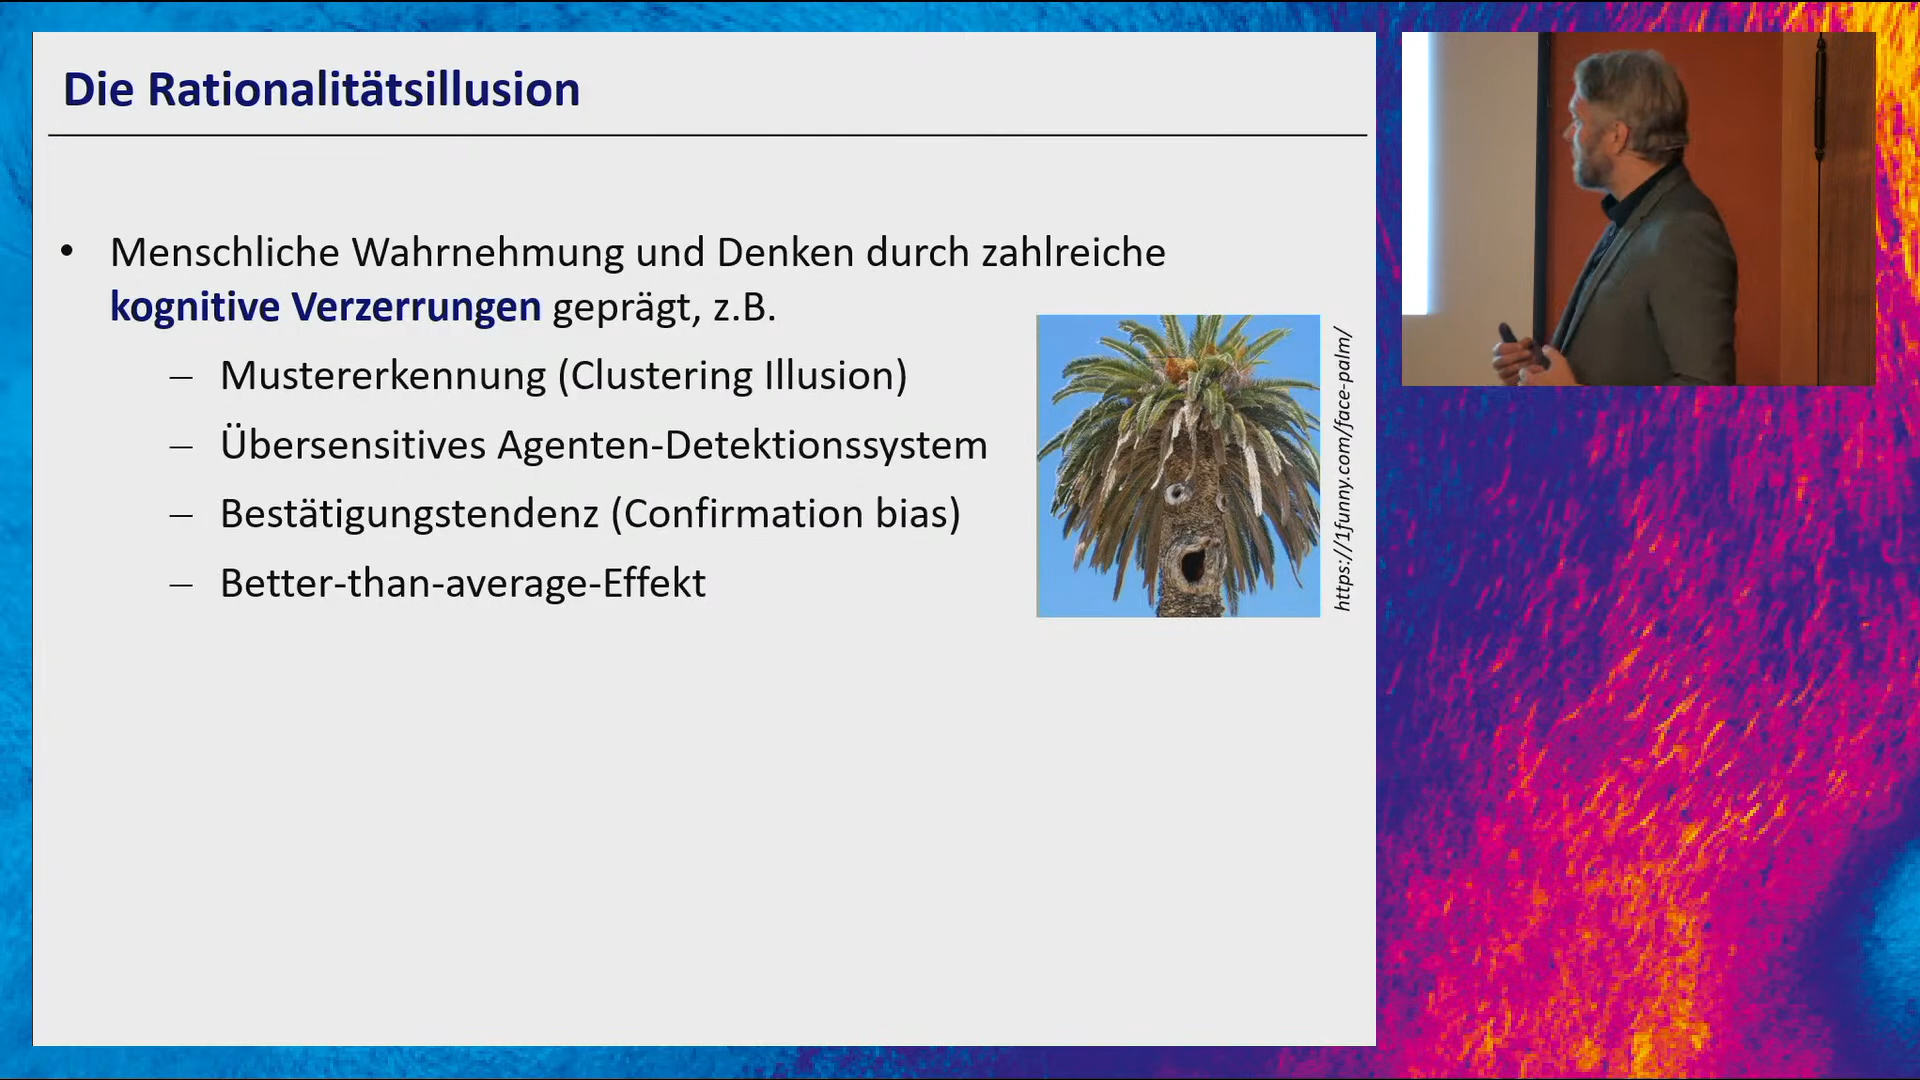 Die Rationalitätsillusion
• Menschliche Wahrnehmung und Denken durch zahlreiche
kognitive Verzerrungen geprägt, z.B.
– Mustererkennung (Clustering Illusion)
– Übersensitives Agenten-Detektionssystem
– Bestätigungstendenz (Confirmation bias)
– Better-than-average-Effekt
https://1funny.com/face-palm/